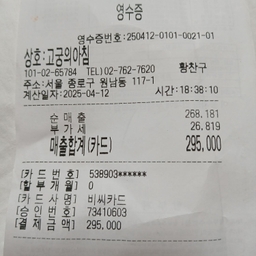 영수증
영수증번호:250412-0101-0021-01
상호:고궁의아침
101-02-65784 TEL)02-762-7620 황찬구
주소:서울 종로구 원남동 117-1
계산일자:2025-04-12 시간:18:38:10
순 매출 268.181
부 가 세 26.819
매출합계(카드) 295.000
[카 드 번 호] 538903******
[할 부 개 월] 0
[카 드 사 명] 비씨카드
[승 인 번 호] 73410603
[결 제 금 액] 295.000